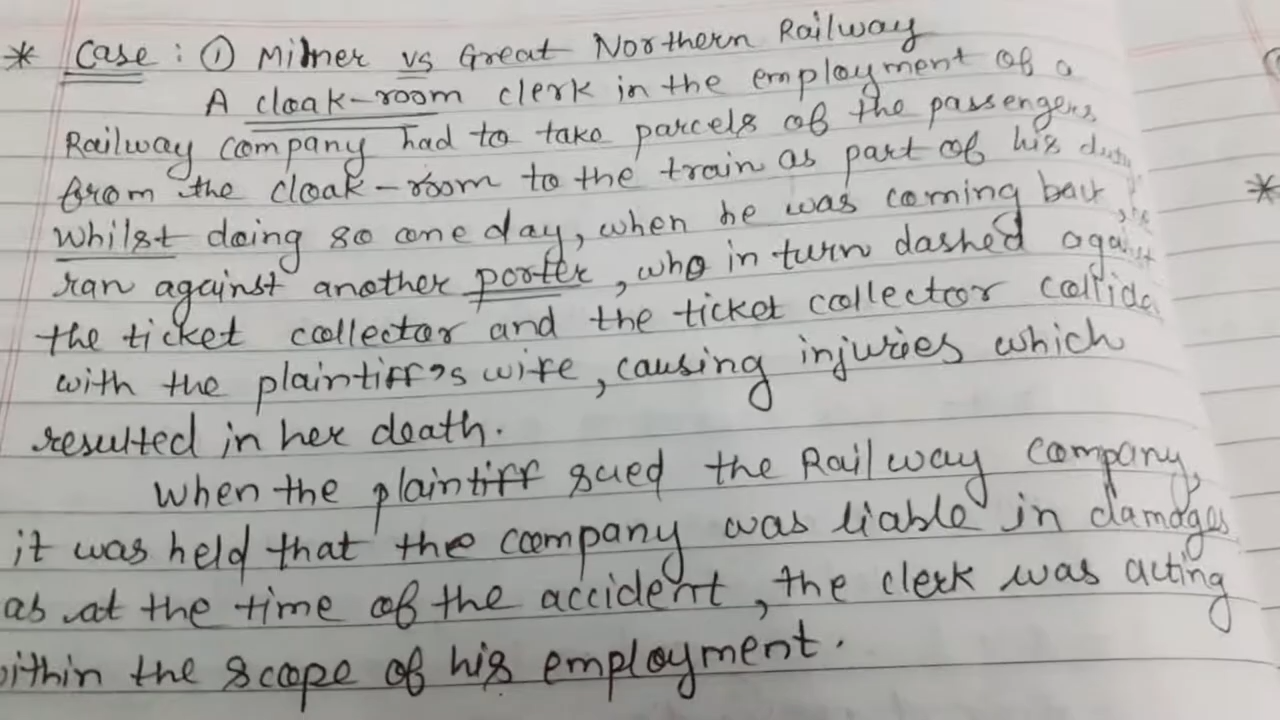 * Case : ① Milner vs Great Northern Railway
A cloak-room clerk in the employment of a
Railway company had to take parcels of the passengers
from the cloak-room to the train as part of his duty
whilst doing so one day, when he was coming back, he
ran against another porter, who in turn dashed against
the ticket collector and the ticket collector collide
with the plaintiff's wife, causing injuries which
resulted in her death.
When the plaintiff sued the Railway company,
it was held that the company was liable in damages
as at the time of the accident, the clerk was acting
within the scope of his employment.
*